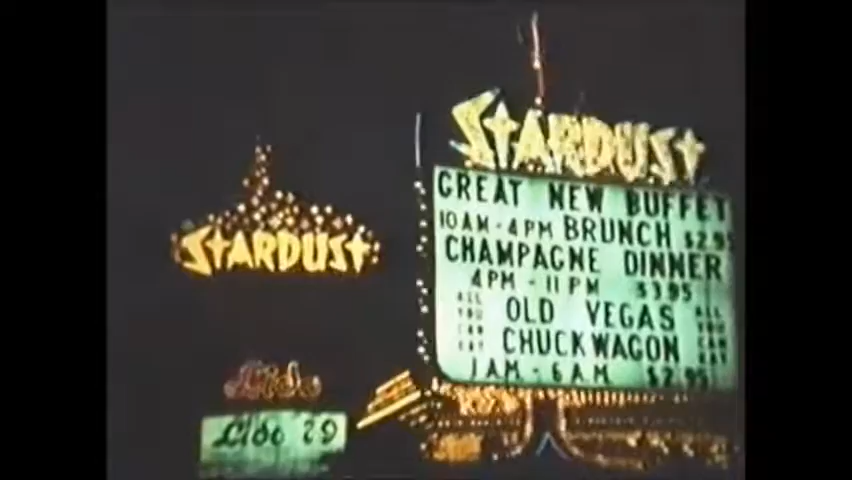 STARDUST
GREAT NEW BUFFET
10AM-4PM BRUNCH $2.95
CHAMPAGNE DINNER
4PM - 11PM $3.95
ALL YOU CAN EAT OLD VEGAS CHUCKWAGON ALL YOU CAN EAT
1AM. - 6AM $2.95
STARDUST
Lido
Lido 79